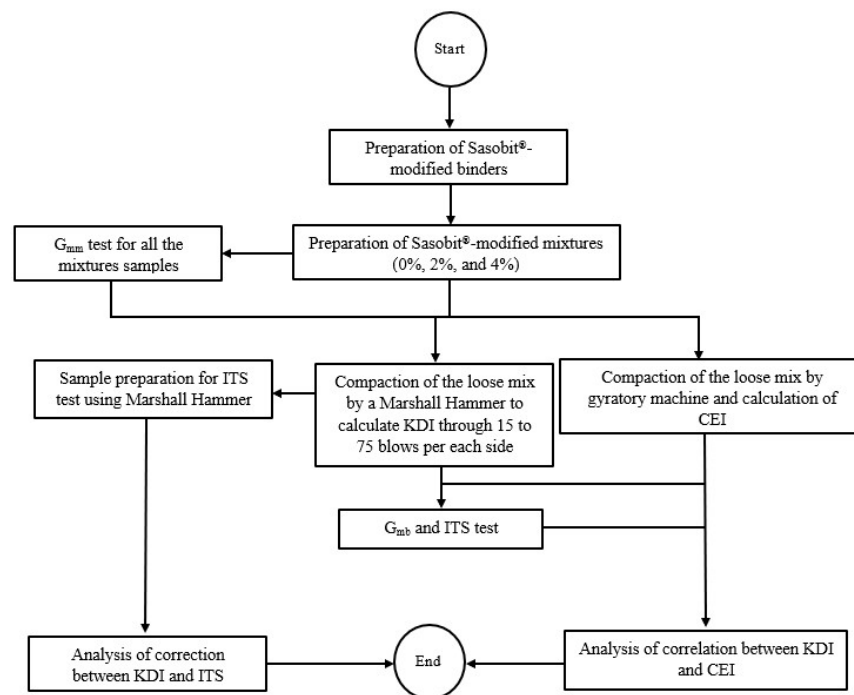 Start
Preparation of Sasobit®-
modified binders
Gmm test for all the
mixtures samples
Preparation of Sasobit®-modified mixtures
(0%, 2%, and 4%)
Sample preparation for ITS
test using Marshall Hammer
Compaction of the loose mix
by a Marshall Hammer to
calculate KDI through 15 to
75 blows per each side
Compaction of the loose mix by
gyratory machine and calculation of
CEI
Gmb and ITS test
Analysis of correction
between KDI and ITS
End
Analysis of correlation between KDI
and CEI